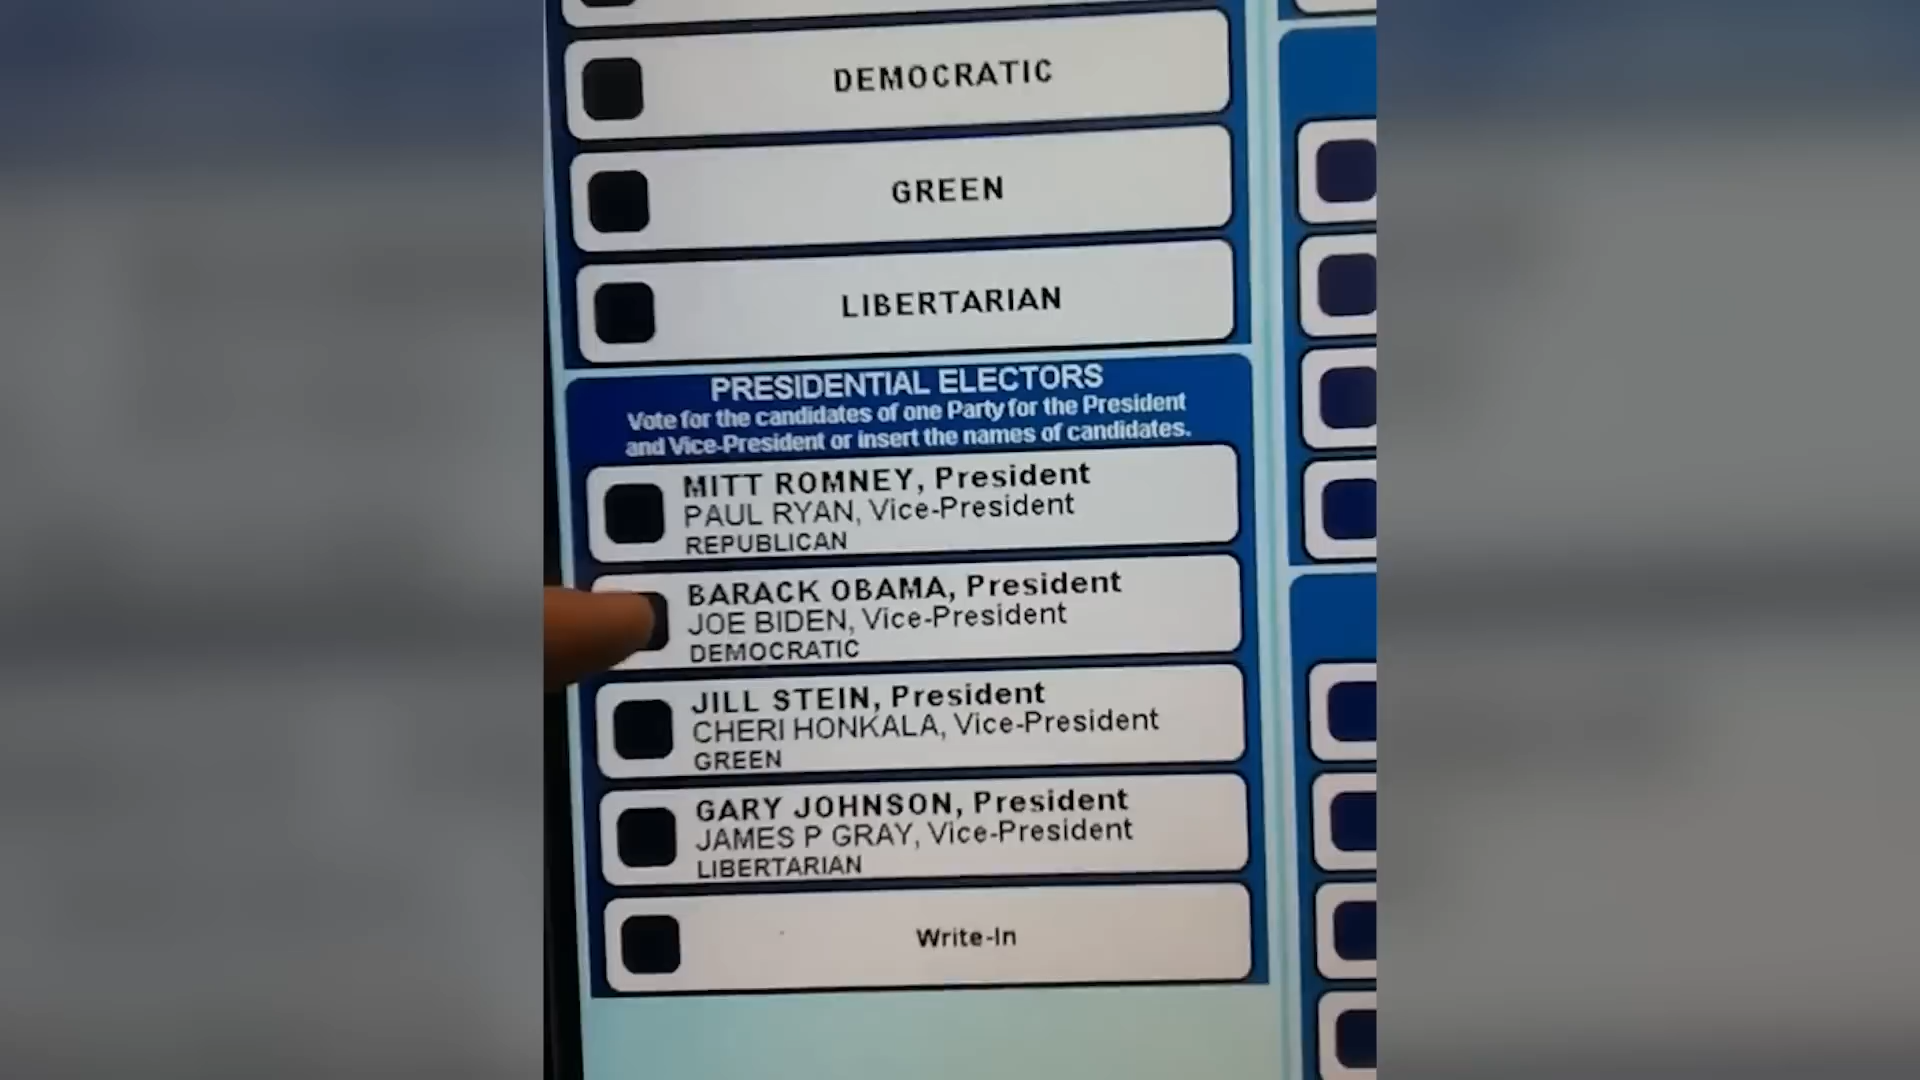 DEMOCRATIC
GREEN
LIBERTARIAN
PRESIDENTIAL ELECTORS
Vote for the candidates of one Party for the President
and Vice-President or insert the names of candidates.
MITT ROMNEY, President
PAUL RYAN, Vice-President
REPUBLICAN
BARACK OBAMA, President
JOE BIDEN, Vice-President
DEMOCRATIC
JILL STEIN, President
CHERI HONKALA, Vice-President
GREEN
GARY JOHNSON, President
JAMES P GRAY, Vice-President
LIBERTARIAN
Write-In